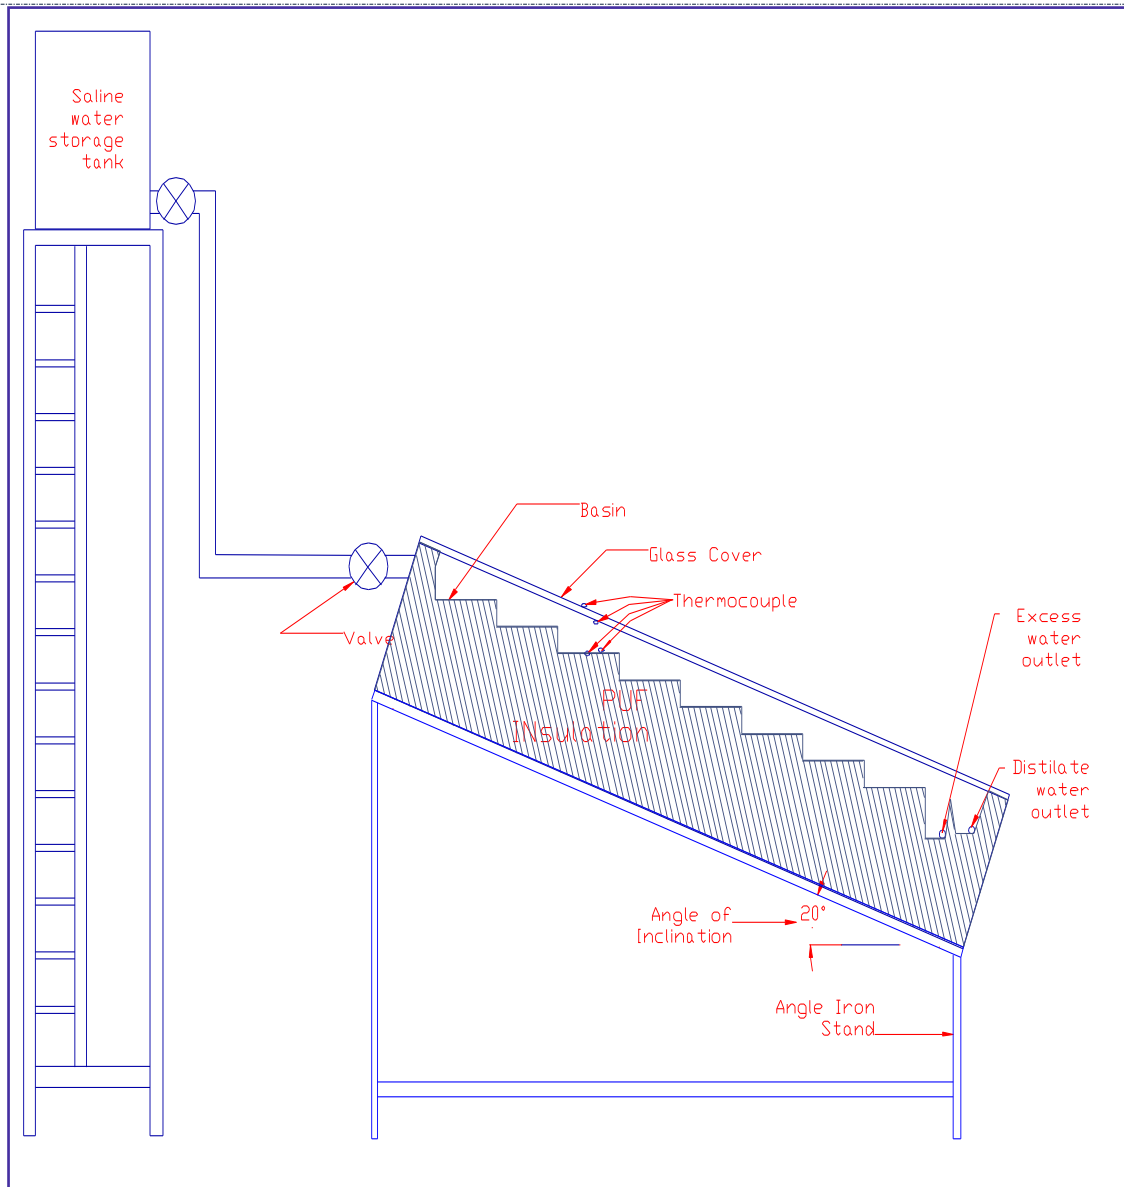 Saline
water
storage
tank
Basin
Glass Cover
Thermocouple
Valve
Excess
water
outlet
PUF
INsulation
Distilate
water
outlet
Angle of
Inclination
20°
Angle Iron
Stand